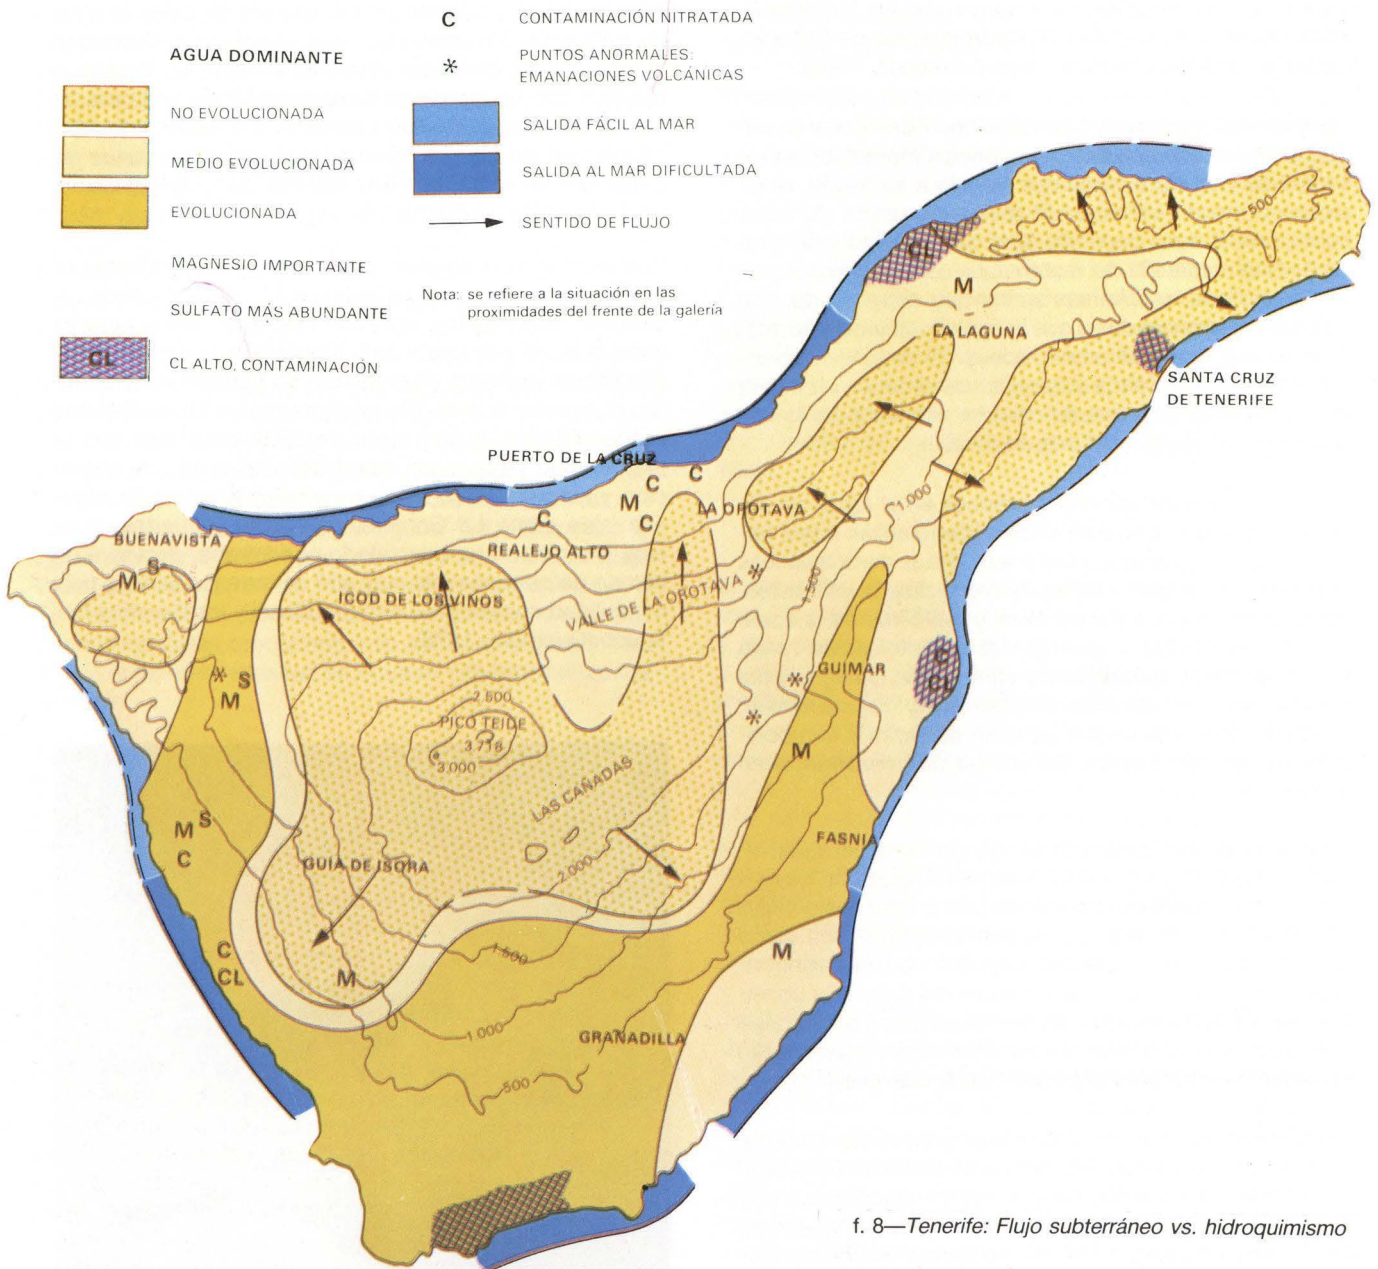 C CONTAMINACIÓN NITRATADA
AGUA DOMINANTE
* PUNTOS ANORMALES:
EMANACIONES VOLCÁNICAS
NO EVOLUCIONADA
SALIDA FÁCIL AL MAR
MEDIO EVOLUCIONADA
SALIDA AL MAR DIFICULTADA
EVOLUCIONADA
SENTIDO DE FLUJO
MAGNESIO IMPORTANTE
Nota: se refiere a la situación en las
proximidades del frente de la galería
SULFATO MÁS ABUNDANTE
CL CL ALTO, CONTAMINACIÓN
500
CL
M
LA LAGUNA
SANTA CRUZ
DE TENERIFE
PUERTO DE LA CRUZ
C
C
M
C
C
LA OROTAVA
1.000
BUENAVISTA
REALEJO ALTO
S
M
ICOD DE LOS VINOS
VALLE DE LA OROTAVA
*
1.500
*
S
M
GUIMAR
*
*
C
CL
2.500
PICO TEIDE
3.718
3.000
M
LAS CAÑADAS
M
S
C
FASNIA
GUIA DE ISORA
2.000
C
CL
M
1.500
M
1 000
GRANADILLA
500
f. 8—Tenerife: Flujo subterráneo vs. hidroquimismo